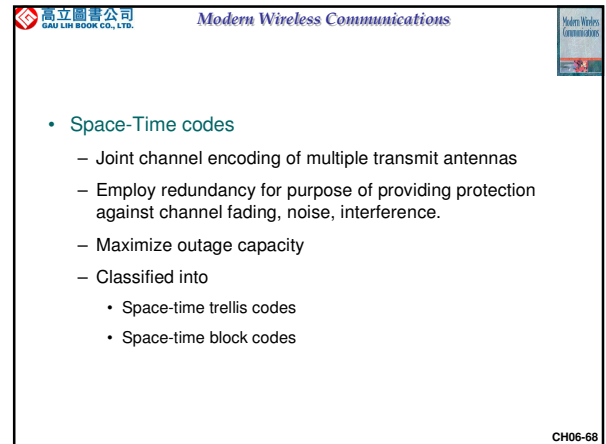 高立圖書公司
GAU LIH BOOK CO., LTD.
Modern Wireless Communications
Modern Wireless
Communications
• Space-Time codes
– Joint channel encoding of multiple transmit antennas
– Employ redundancy for purpose of providing protection
against channel fading, noise, interference.
– Maximize outage capacity
– Classified into
• Space-time trellis codes
• Space-time block codes
CH06-68